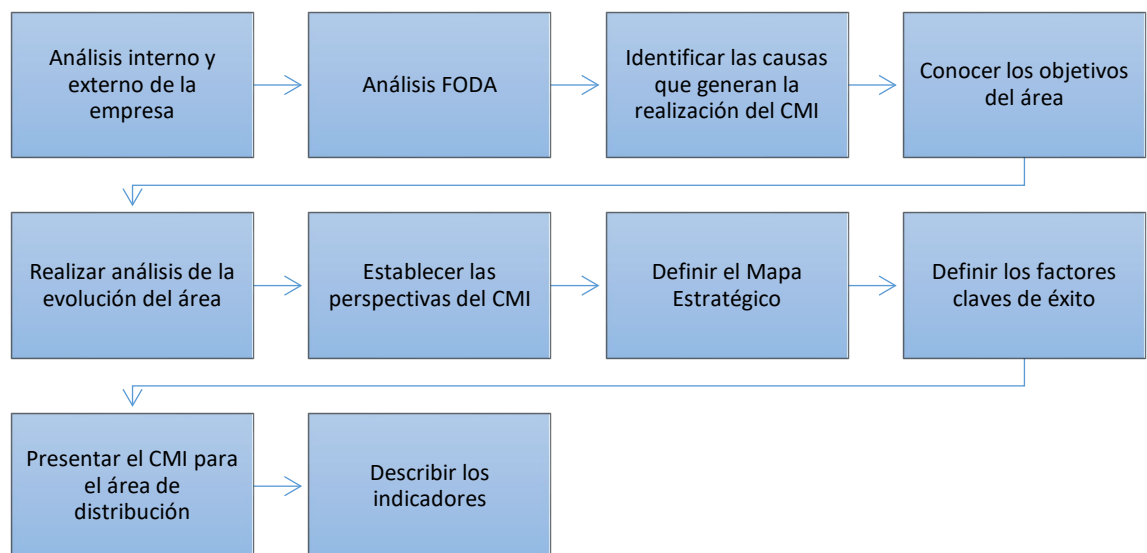 Análisis interno y
externo de la
empresa
Análisis FODA
Identificar las causas
que generan la
realización del CMI
Conocer los objetivos
del área
Realizar análisis de la
evolución del área
Establecer las
perspectivas del CMI
Definir el Mapa
Estratégico
Definir los factores
claves de éxito
Presentar el CMI para
el área de
distribución
Describir los
indicadores